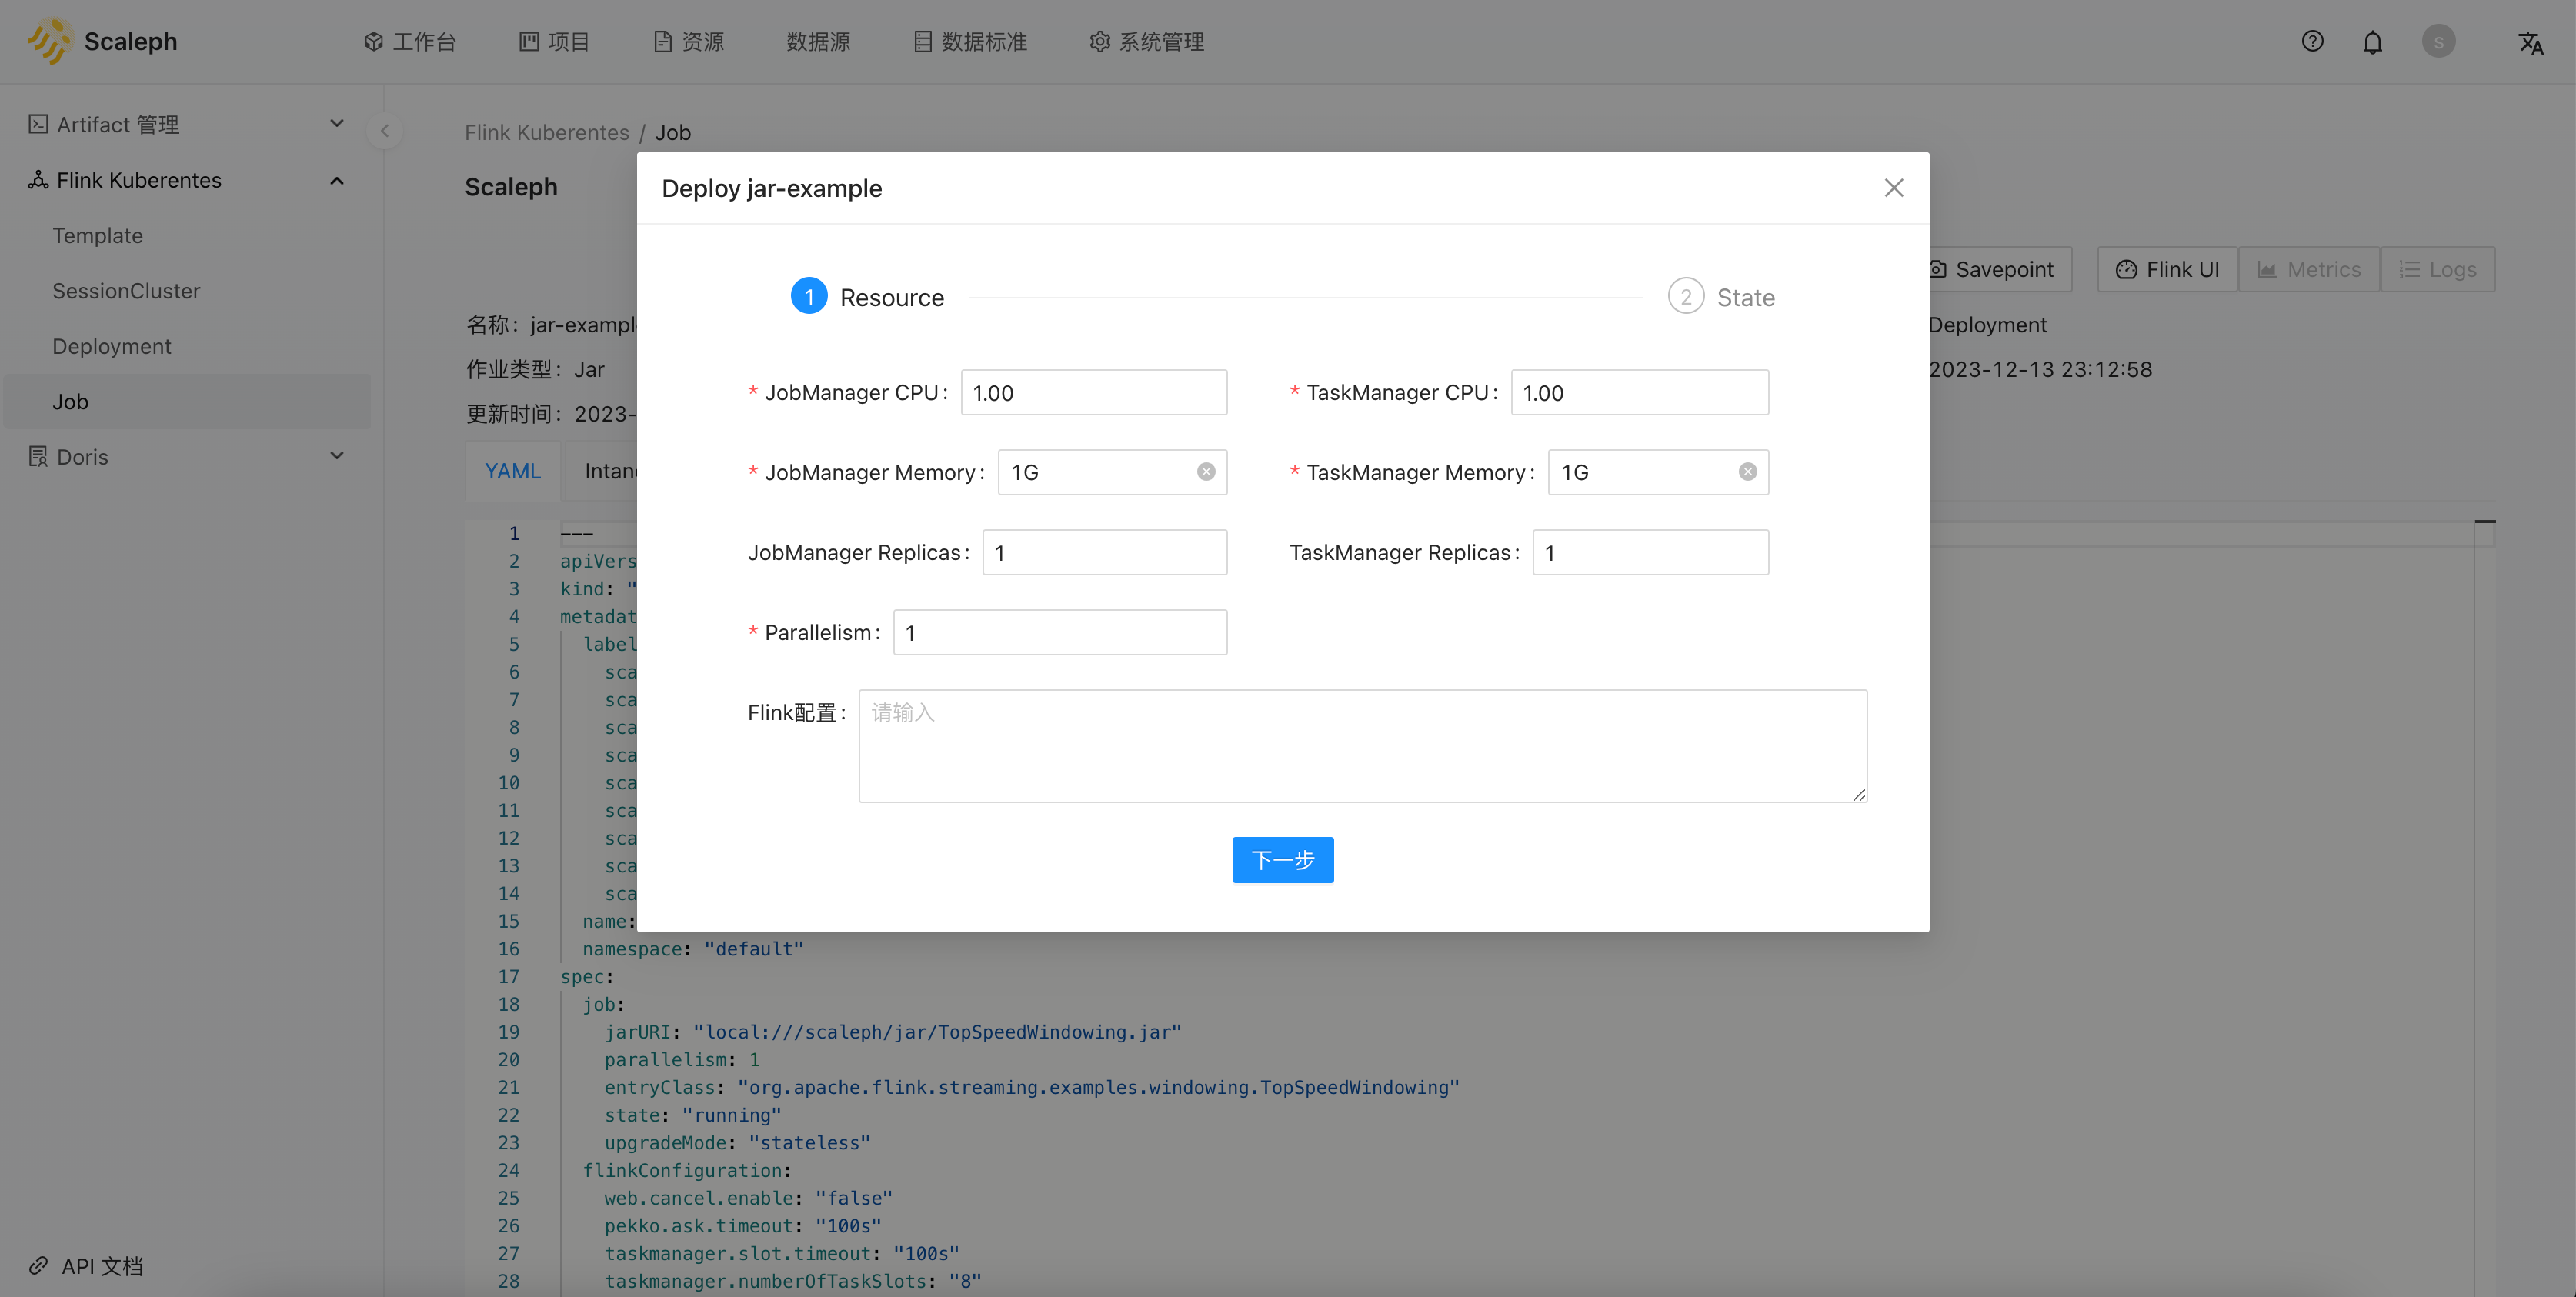 Scaleph
工作台
项目
资源
数据源
数据标准
系统管理
S
Artifact 管理
Flink Kuberentes
Template
SessionCluster
Deployment
Job
Doris
API 文档
Flink Kuberentes / Job
Scaleph
Savepoint
Flink UI
Metrics
Logs
名称: jar-exampl
Deployment
作业类型: Jar
2023-12-13 23:12:58
更新时间: 2023-
YAML
Deploy jar-example
1 Resource
2 State
* JobManager CPU: 1.00
* TaskManager CPU: 1.00
* JobManager Memory: 1G
* TaskManager Memory: 1G
JobManager Replicas: 1
TaskManager Replicas: 1
* Parallelism: 1
Flink配置: 请输入
下一步
1 ---
2 apiVers
3 kind: "
4 metadat
5 label
6 sca
7 sca
8 sca
9 sca
10 sca
11 sca
12 sca
13 sca
14 sca
15 name:
16 namespace: "default"
17 spec:
18 job:
19 jarURI: "local:///scaleph/jar/TopSpeedWindowing.jar"
20 parallelism: 1
21 entryClass: "org.apache.flink.streaming.examples.windowing.TopSpeedWindowing"
22 state: "running"
23 upgradeMode: "stateless"
24 flinkConfiguration:
25 web.cancel.enable: "false"
26 pekko.ask.timeout: "100s"
27 taskmanager.slot.timeout: "100s"
28 taskmanager.numberOfTaskSlots: "8"